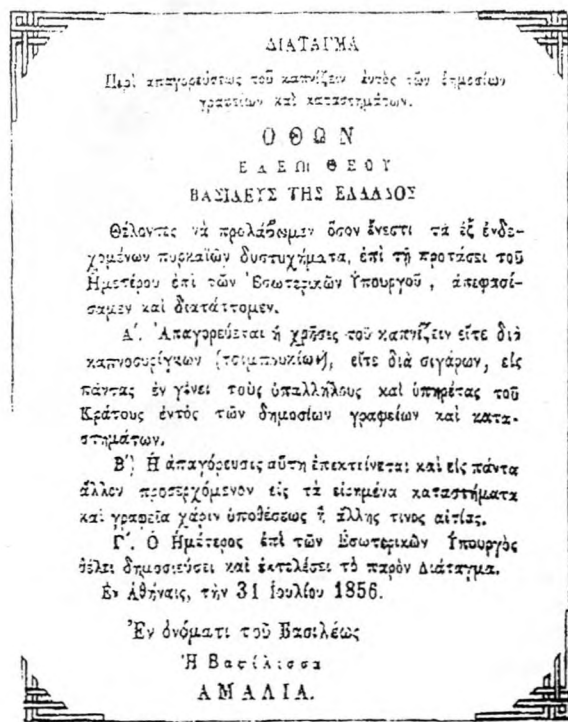 ΔΙΑΤΑΓΜΑ
Περὶ ἀπαγορεύσεως τοῦ καπνίζειν ἐντὸς τῶν δημοσίων
γραφείων καὶ καταστημάτων.
ΟΘΩΝ
ΕΛΕΩΙ ΘΕΟΥ
ΒΑΣΙΛΕΥΣ ΤΗΣ ΕΛΛΑΔΟΣ
Θέλοντες νὰ προλάβωμεν ὅσον ἔνεστι τὰ ἐξ ἐνδε-
χομένων πυρκαϊῶν δυστυχήματα, ἐπὶ τῇ προτάσει τοῦ
Ἡμετέρου ἐπὶ τῶν Ἐσωτερικῶν Ὑπουργοῦ, ἀπεφασί-
σαμεν καὶ διατάττομεν.
Α΄. Ἀπαγορεύεται ἡ χρῆσις τοῦ καπνίζειν εἴτε διὰ
καπνοσυρίγκων (τσιμπουκίων), εἴτε διὰ σιγάρων, εἰς
πάντας ἐν γένει τοὺς ὑπαλλήλους καὶ ὑπηρέτας τοῦ
Κράτους ἐντὸς τῶν δημοσίων γραφείων καὶ κατα-
στημάτων.
Β΄) Ἡ ἀπαγόρευσις αὕτη ἐπεκτείνεται καὶ εἰς πάντα
ἄλλον προσερχόμενον εἰς τὰ εἰρημένα καταστήματα
καὶ γραφεῖα χάριν ὑποθέσεως ἢ ἄλλης τινος αἰτίας.
Γ΄. Ὁ Ἡμέτερος ἐπὶ τῶν Ἐσωτερικῶν Ὑπουργὸς
θέλει δημοσιεύσει καὶ ἐκτελέσει τὸ παρὸν Διάταγμα.
Ἐν Ἀθήναις, τὴν 31 Ἰουλίου 1856.
Ἐν ὀνόματι τοῦ Βασιλέως
Ἡ Βασίλισσα
ΑΜΑΛΙΑ.